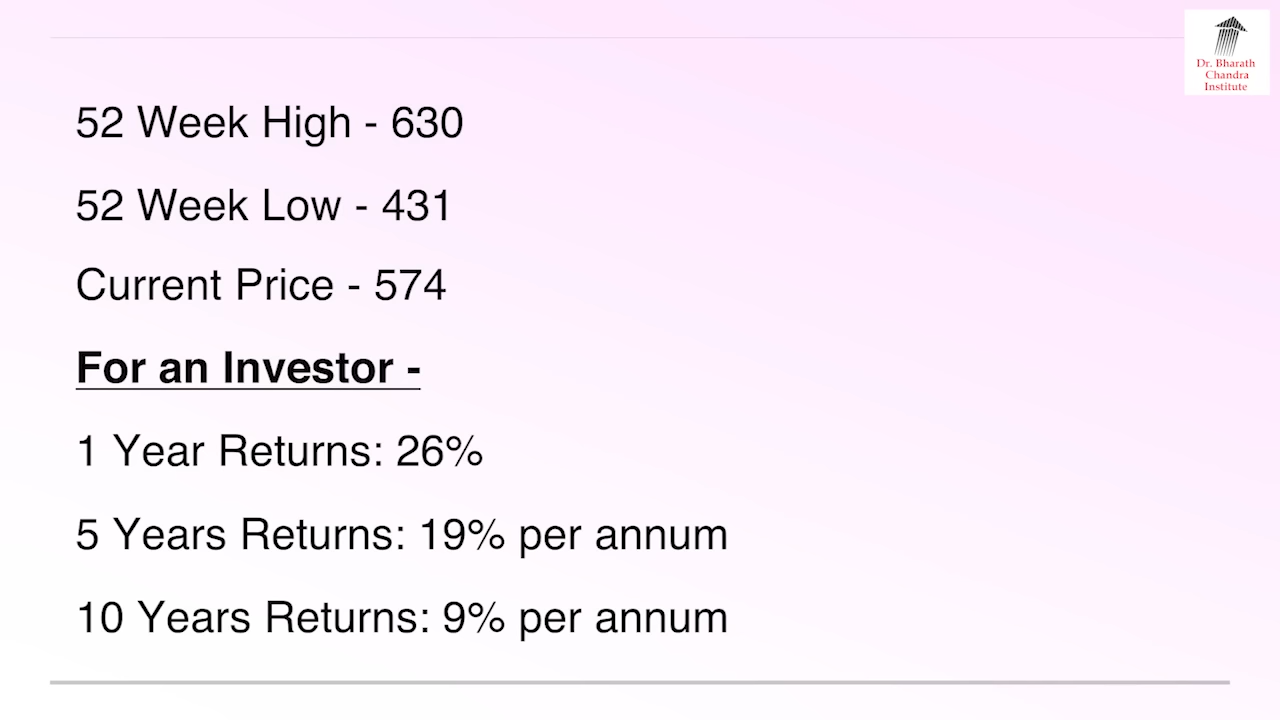 Dr. Bharath
Chandra
Institute
52 Week High - 630
52 Week Low - 431
Current Price - 574
For an Investor -
1 Year Returns: 26%
5 Years Returns: 19% per annum
10 Years Returns: 9% per annum